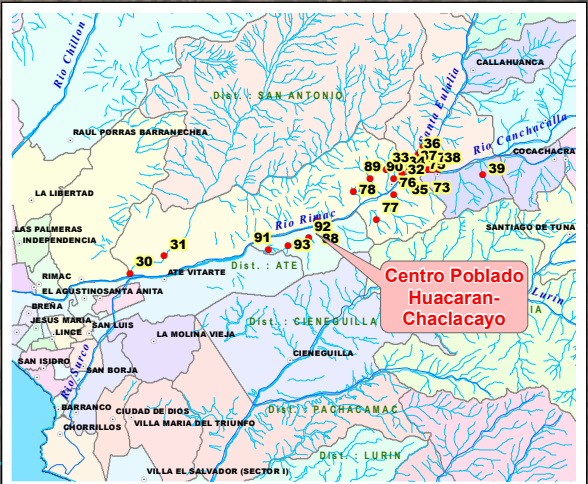 Rio Chillon
CALLAHUANCA
Dist. : SAN ANTONIO
RAUL PORRAS BARRANECHEA
Santa Eulalia
Rio Canchacalla
COCACHACRA
36
33
38
89
90
32
39
78
76
35
73
77
LA LIBERTAD
LAS PALMERAS
INDEPENDENCIA
SANTIAGO DE TUNA
Rio Rimac
92
91
93
88
31
30
ATE VITARTE
Dist. : ATE
RIMAC
EL AGUSTINO
SANTA ANITA
Centro Poblado
Huacaran-
Chaclacayo
Lurin
IA
BREÑA
JESUS MARIA
LINCE
SAN LUIS
LA MOLINA VIEJA
Dist. : CIENEGUILLA
CIENEGUILLA
SAN ISIDRO
SAN BORJA
Rio Surco
BARRANCO
CIUDAD DE DIOS
Dist. : PACHACAMAC
CHORRILLOS
VILLA MARIA DEL TRIUNFO
Dist. : LURIN
VILLA EL SALVADOR (SECTOR I)